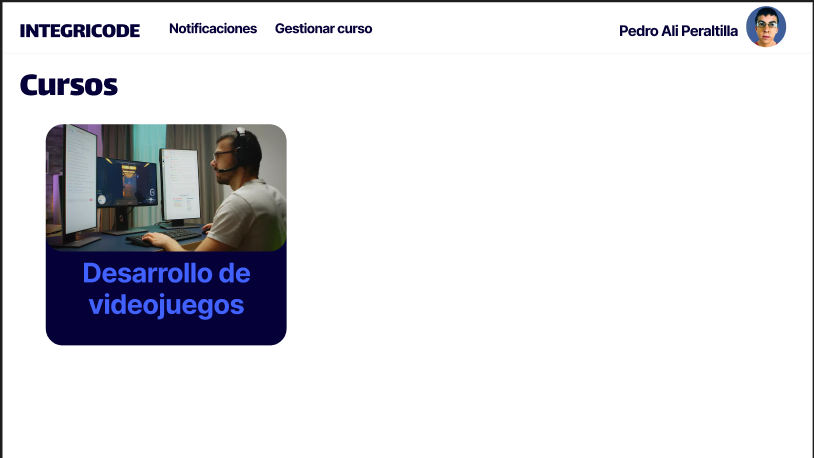 INTEGRICODE
Notificaciones
Gestionar curso
Pedro Ali Peraltilla
Cursos
Desarrollo de
videojuegos